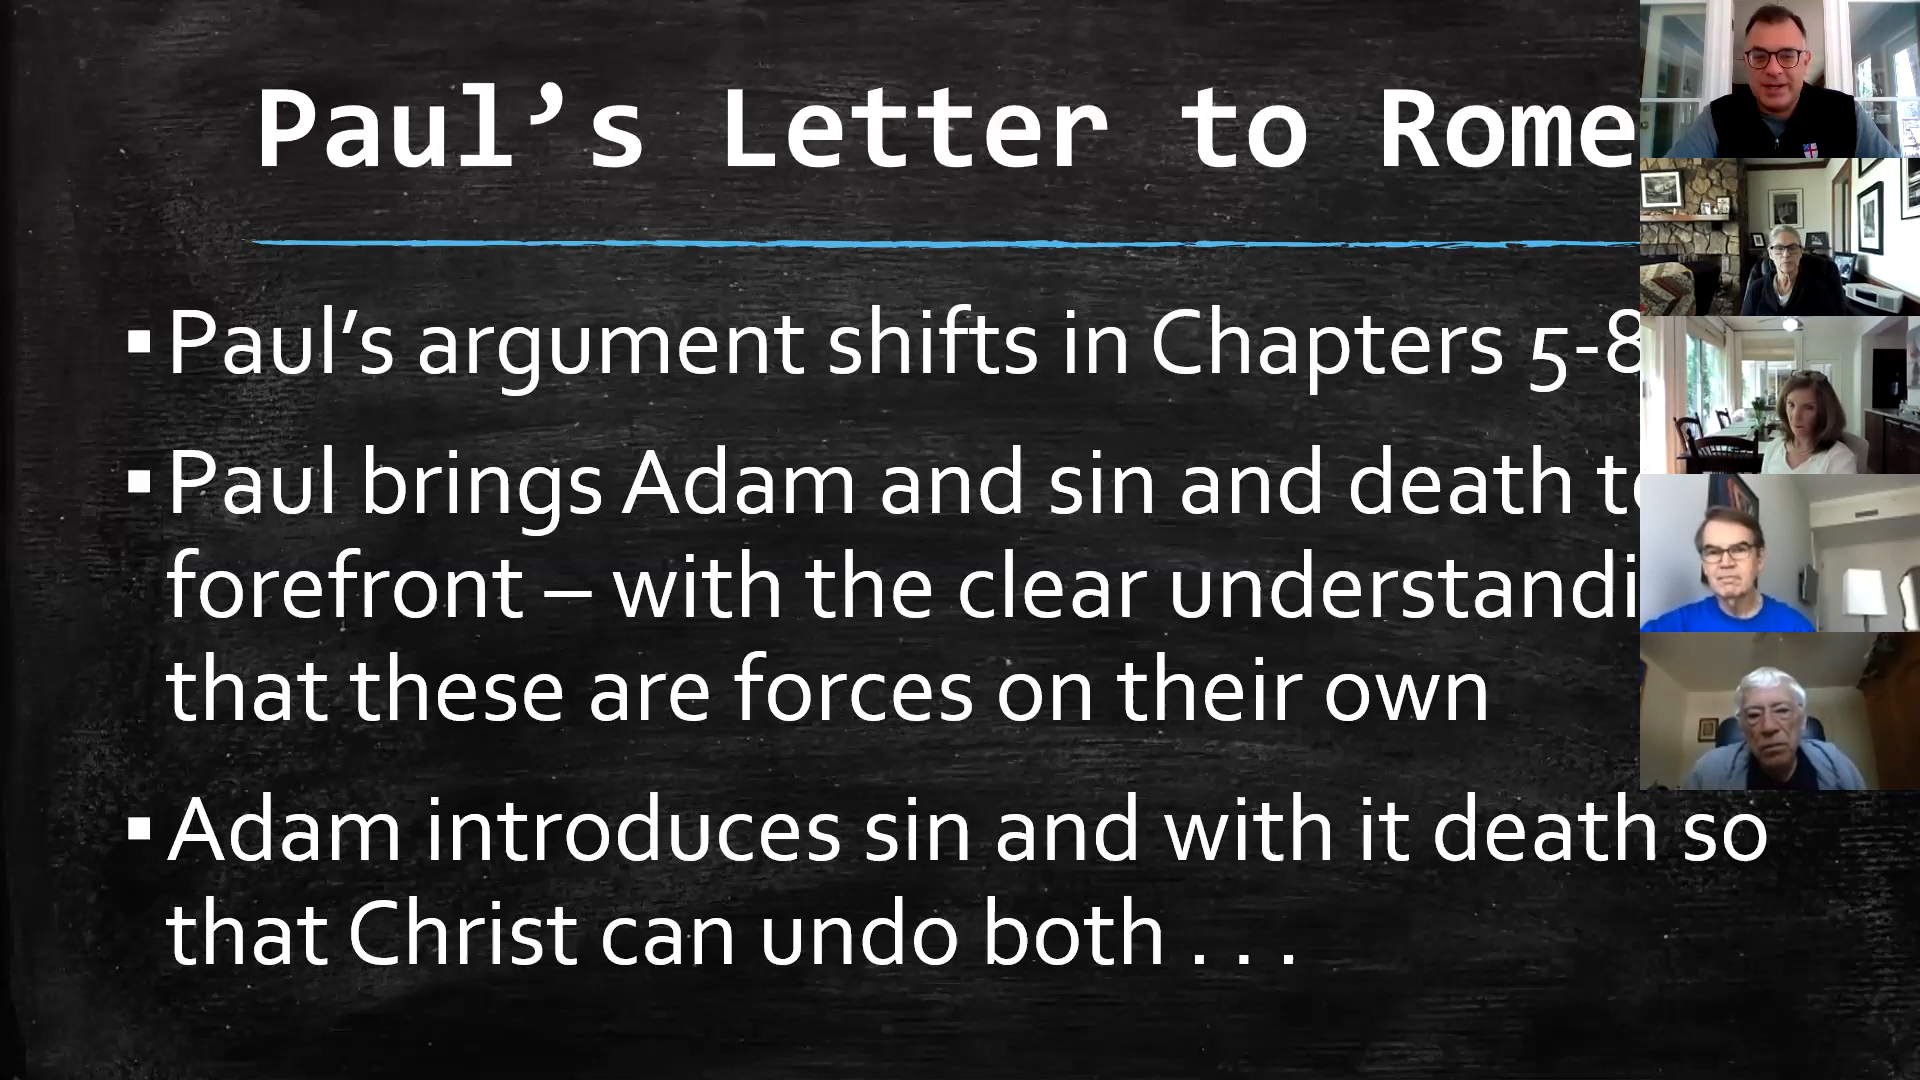 Paul’s Letter to Rome
▪ Paul’s argument shifts in Chapters 5-8
▪ Paul brings Adam and sin and death
forefront – with the clear
that these are forces on their own
▪ Adam introduces sin and with it death so
that Christ can undo both . . .